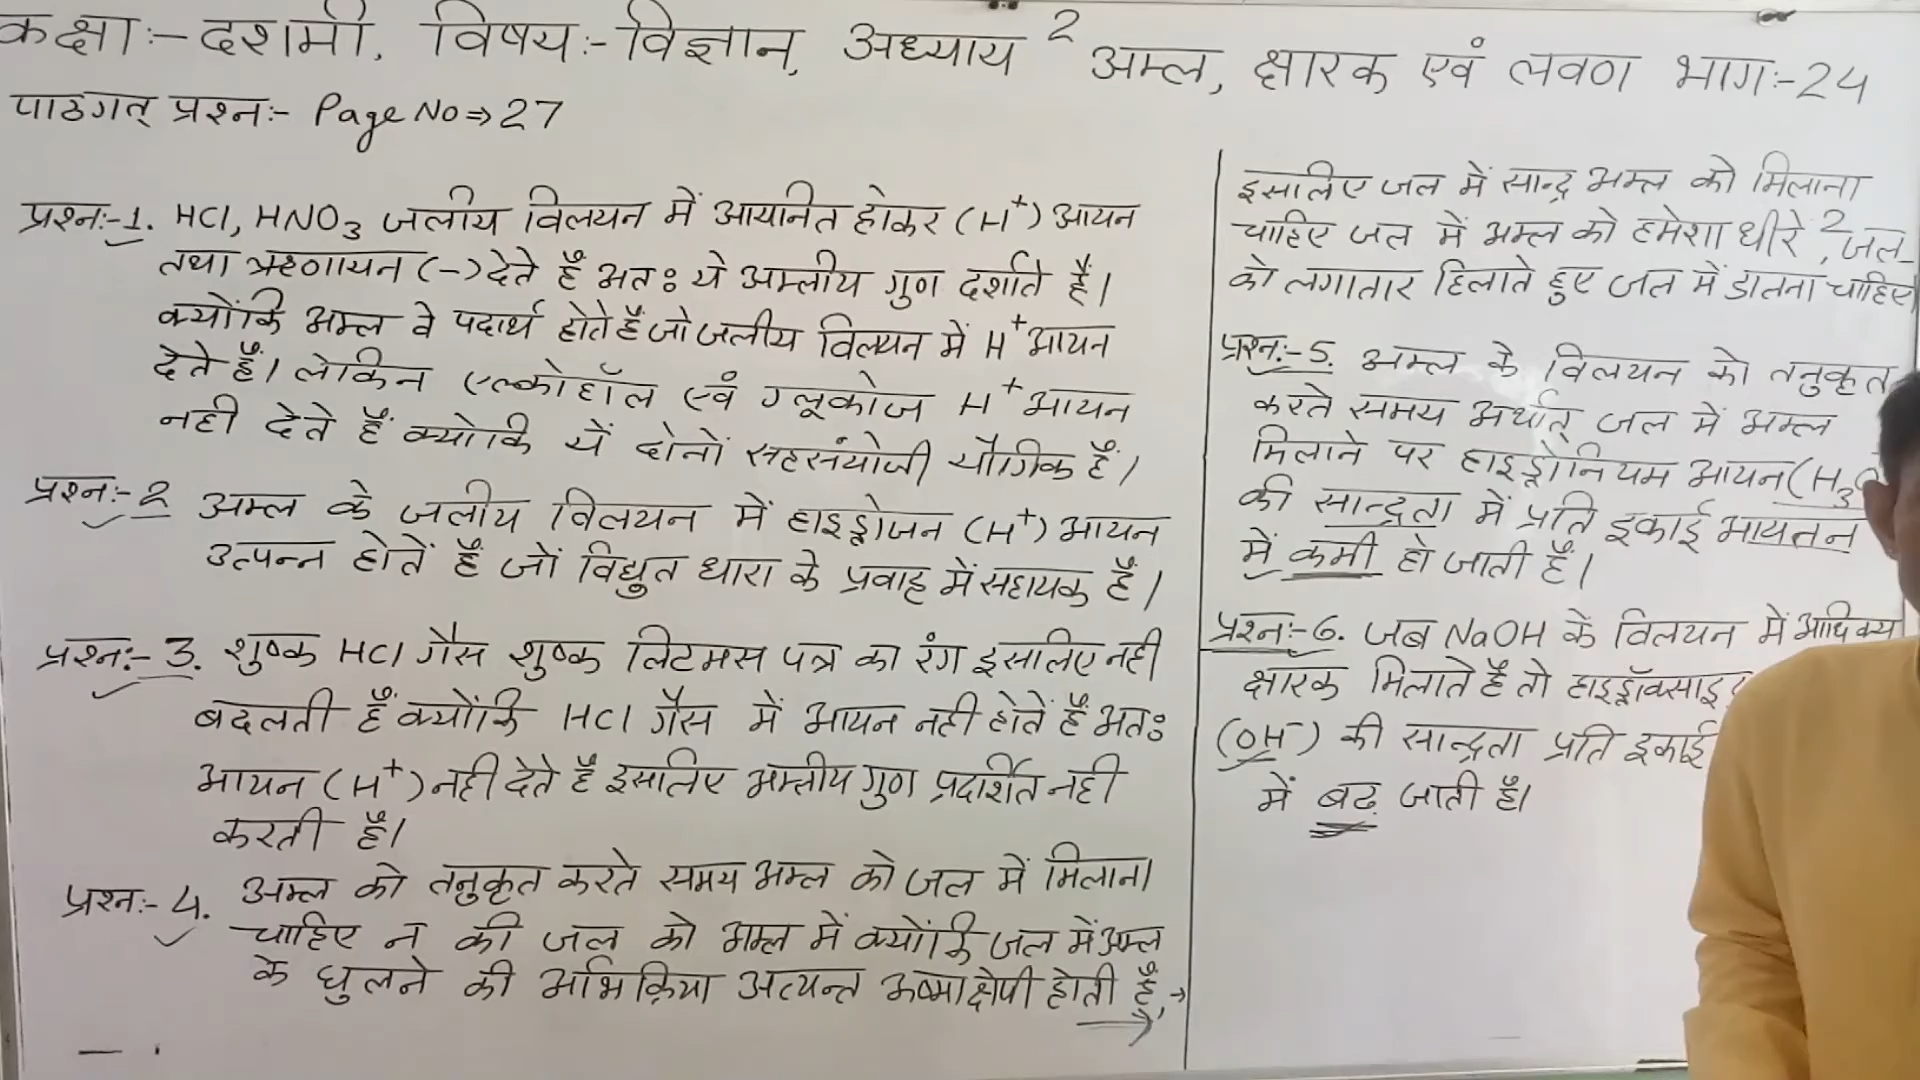 कक्षाः- दशमी, विषयः- विज्ञान, अध्याय 2 अम्ल, क्षारक एवं लवण भागः-24
पाठगत् प्रश्नः- Page No⇒27
प्रश्नः-1. HCl, HNO₃ जलीय विलयन में आयनित होकर (H⁺) आयन
तथा ऋणायन (-) देते हैं अतः ये अम्लीय गुण दर्शाते हैं।
क्योंकि अम्ल वे पदार्थ होते हैं जो जलीय विलयन में H⁺ आयन
देते हैं। लेकिन एल्कोहॉल एवं ग्लूकोज H⁺ आयन
नही देते हैं क्योंकि यें दोनों सहसंयोजी यौगिक हैं।
प्रश्नः-2 अम्ल के जलीय विलयन में हाइड्रोजन (H⁺) आयन
उत्पन्न होतें हैं जों विद्युत धारा के प्रवाह में सहायक हैं।
प्रश्नः-3. शुष्क HCl गैस शुष्क लिटमस पत्र का रंग इसलिए नही
बदलती हैं क्योंकि HCl गैस में आयन नही होतें हैं अतः
आयन (H⁺) नही देते हैं इसलिए अम्लीय गुण प्रदर्शित नही
करती हैं।
प्रश्नः-4. अम्ल को तनुकृत करते समय अम्ल को जल में मिलाना
चाहिए न की जल को अम्ल में क्योंकि जल में अम्ल
के घुलने की अभिक्रिया अत्यन्त ऊष्माक्षेपी होती हैं,→
इसलिए जल में सान्द्र अम्ल को मिलाना
चाहिए जल में अम्ल को हमेशा धीरे 2, जल
को लगातार हिलाते हुए जल में डालना चाहिए
प्रश्नः-5. अम्ल के विलयन को तनुकृत
करते समय अर्थात् जल में अम्ल
मिलाने पर हाइड्रोनियम आयन (H₃
की सान्द्रता में प्रति इकाई आयतन
में कमी हो जाती हैं।
प्रश्नः-6. जब NaOH के विलयन में आधिक्य
क्षारक मिलाते हैं तो हाइड्रॉक्साइड
(OH⁻) की सान्द्रता प्रति इकाई
में बढ़ जाती हैं।